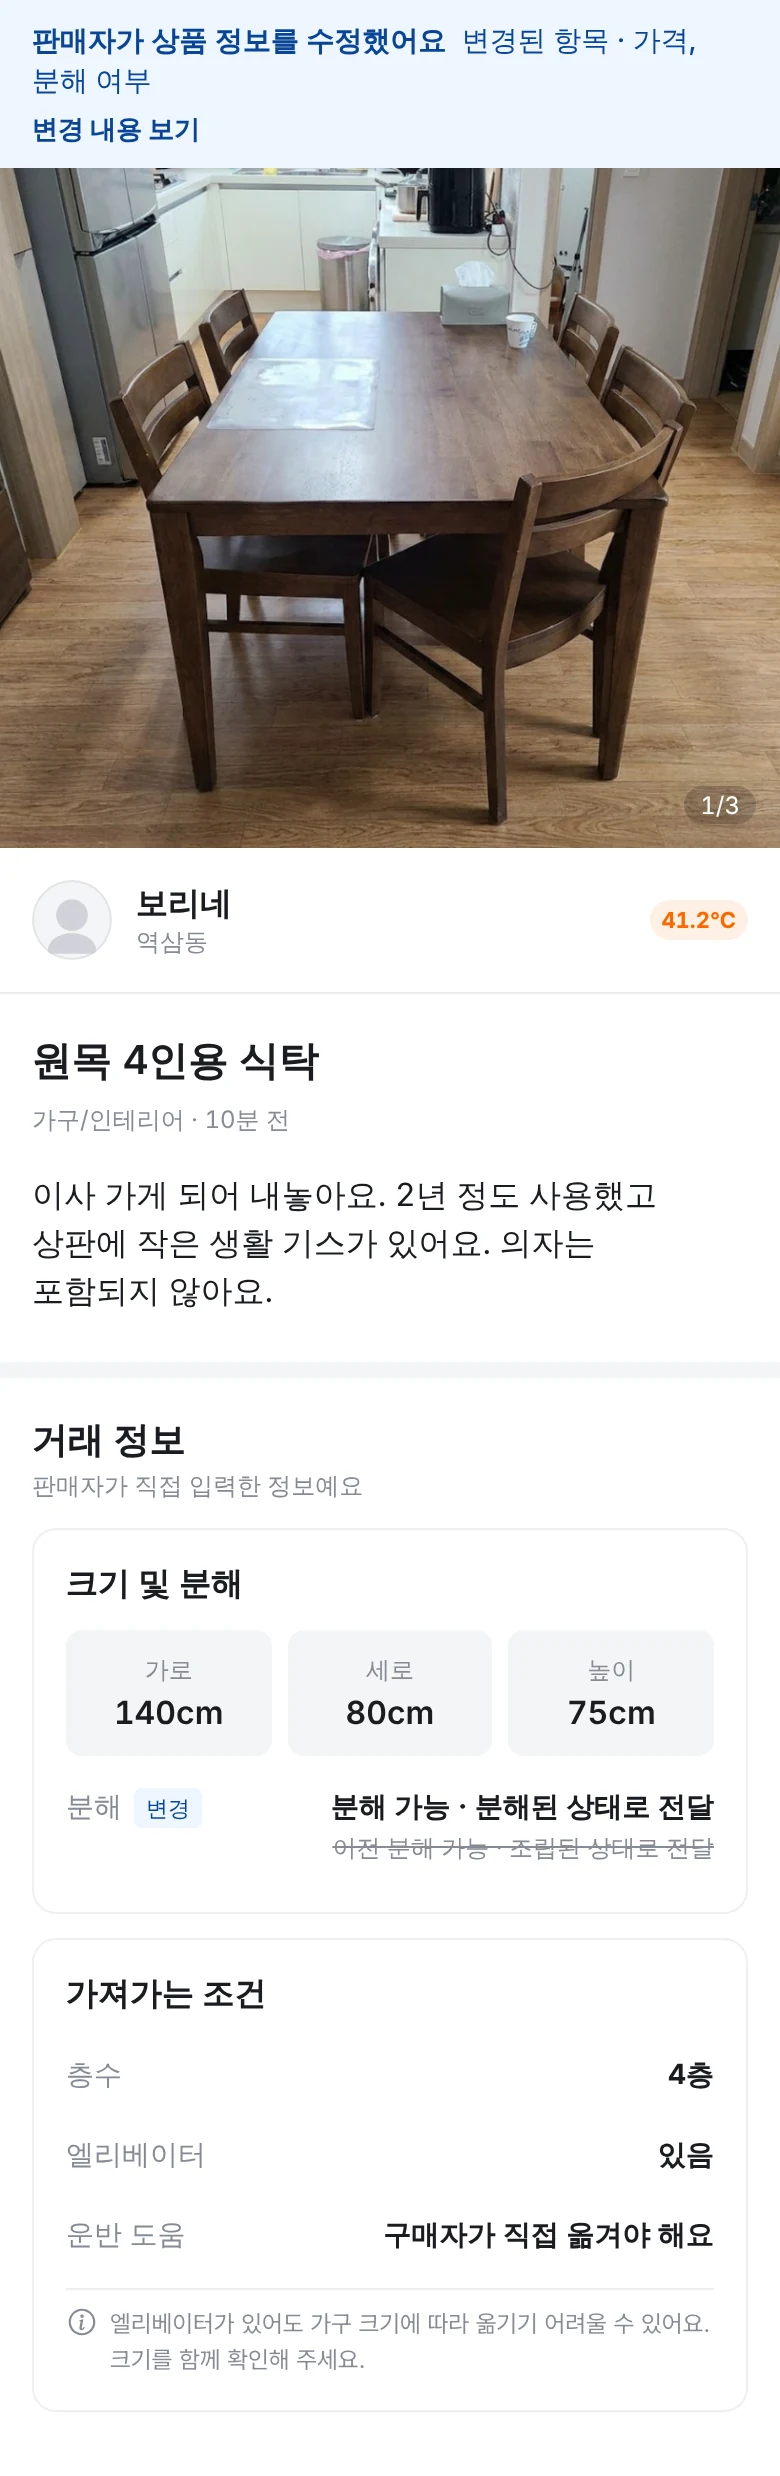 판매자가 상품 정보를 수정했어요 변경된 항목 · 가격,
분해 여부
변경 내용 보기
1/3
보리네
역삼동
41.2°C
원목 4인용 식탁
가구/인테리어 · 10분 전
이사 가게 되어 내놓아요. 2년 정도 사용했고
상판에 작은 생활 기스가 있어요. 의자는
포함되지 않아요.
거래 정보
판매자가 직접 입력한 정보예요
크기 및 분해
가로
140cm
세로
80cm
높이
75cm
분해 변경
분해 가능 · 분해된 상태로 전달
이전 분해 가능 · 조립된 상태로 전달
가져가는 조건
층수 4층
엘리베이터 있음
운반 도움 구매자가 직접 옮겨야 해요
엘리베이터가 있어도 가구 크기에 따라 옮기기 어려울 수 있어요.
크기를 함께 확인해 주세요.